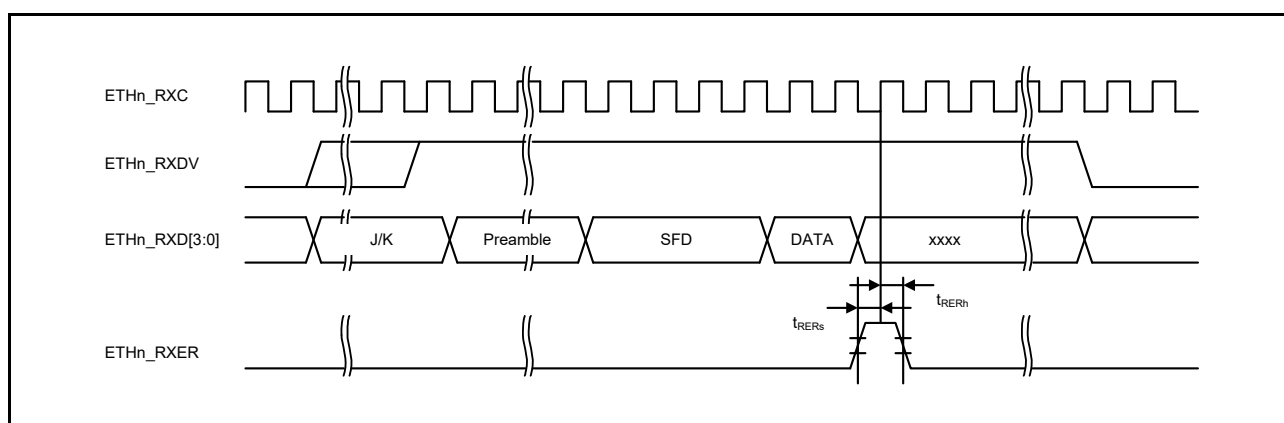 ETHn_RXC
ETHn_RXDV
ETHn_RXD[3:0]
J/K
Preamble
SFD
DATA
xxxx
tRERh
tRERs
ETHn_RXER